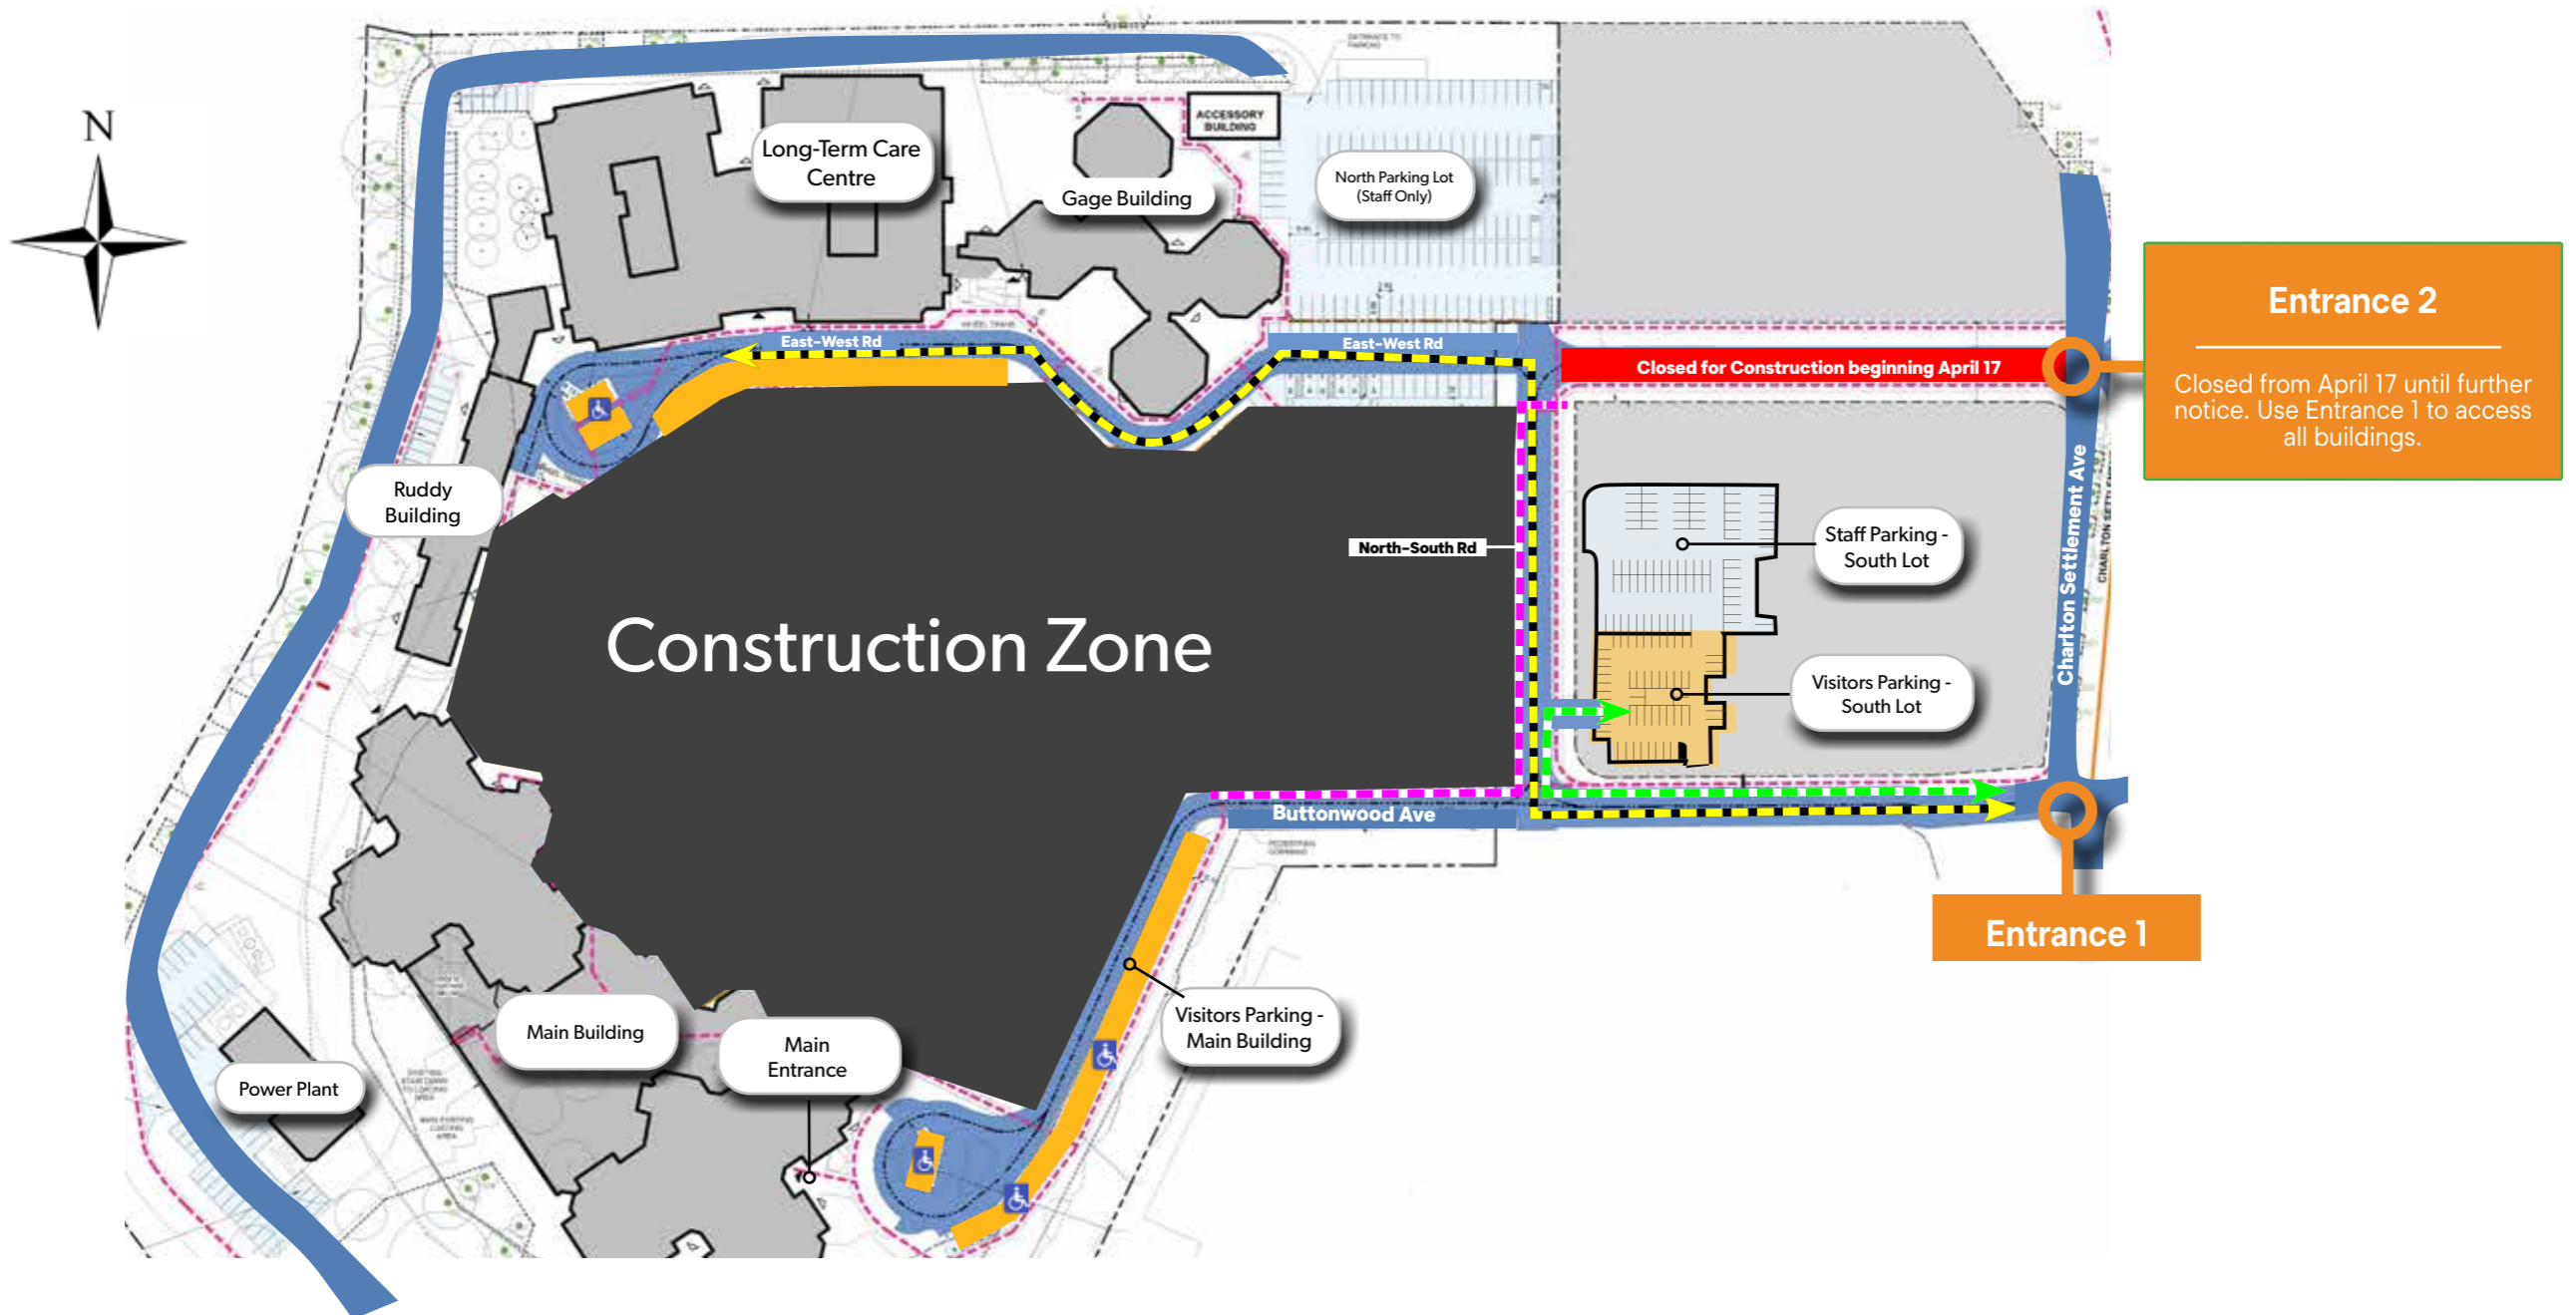 N
ENTRANCE TO
PARKING
ACCESSORY
BUILDING
Long-Term Care
Centre
Gage Building
North Parking Lot
(Staff Only)
Entrance 2
Closed from April 17 until further
notice. Use Entrance 1 to access
all buildings.
East-West Rd
East-West Rd
Closed for Construction beginning April 17
Ruddy
Building
North-South Rd
Staff Parking -
South Lot
Charlton Settlement Ave
Construction Zone
Visitors Parking -
South Lot
Buttonwood Ave
Entrance 1
Visitors Parking -
Main Building
Main Building
Main
Entrance
Power Plant